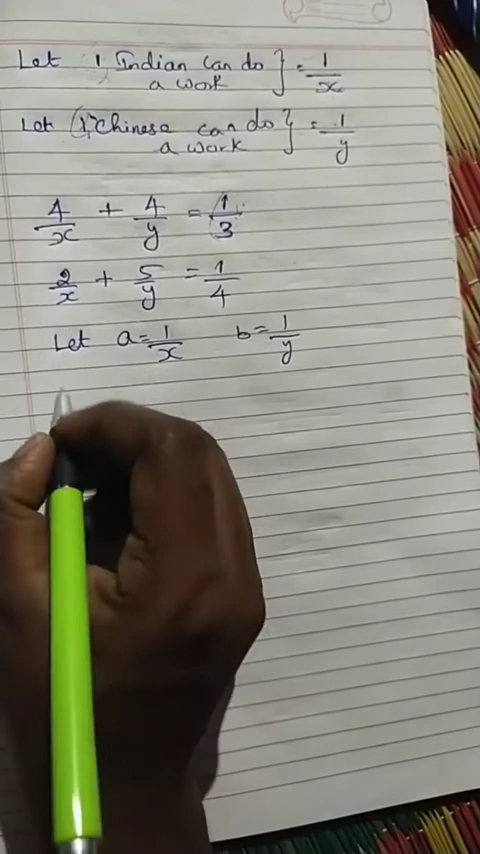 Let 1 Indian can do } = 1/x
a work
Let (1) Chinese can do } = 1/y
a work
4/x + 4/y = 1/3
2/x + 5/y = 1/4
Let a = 1/x b = 1/y